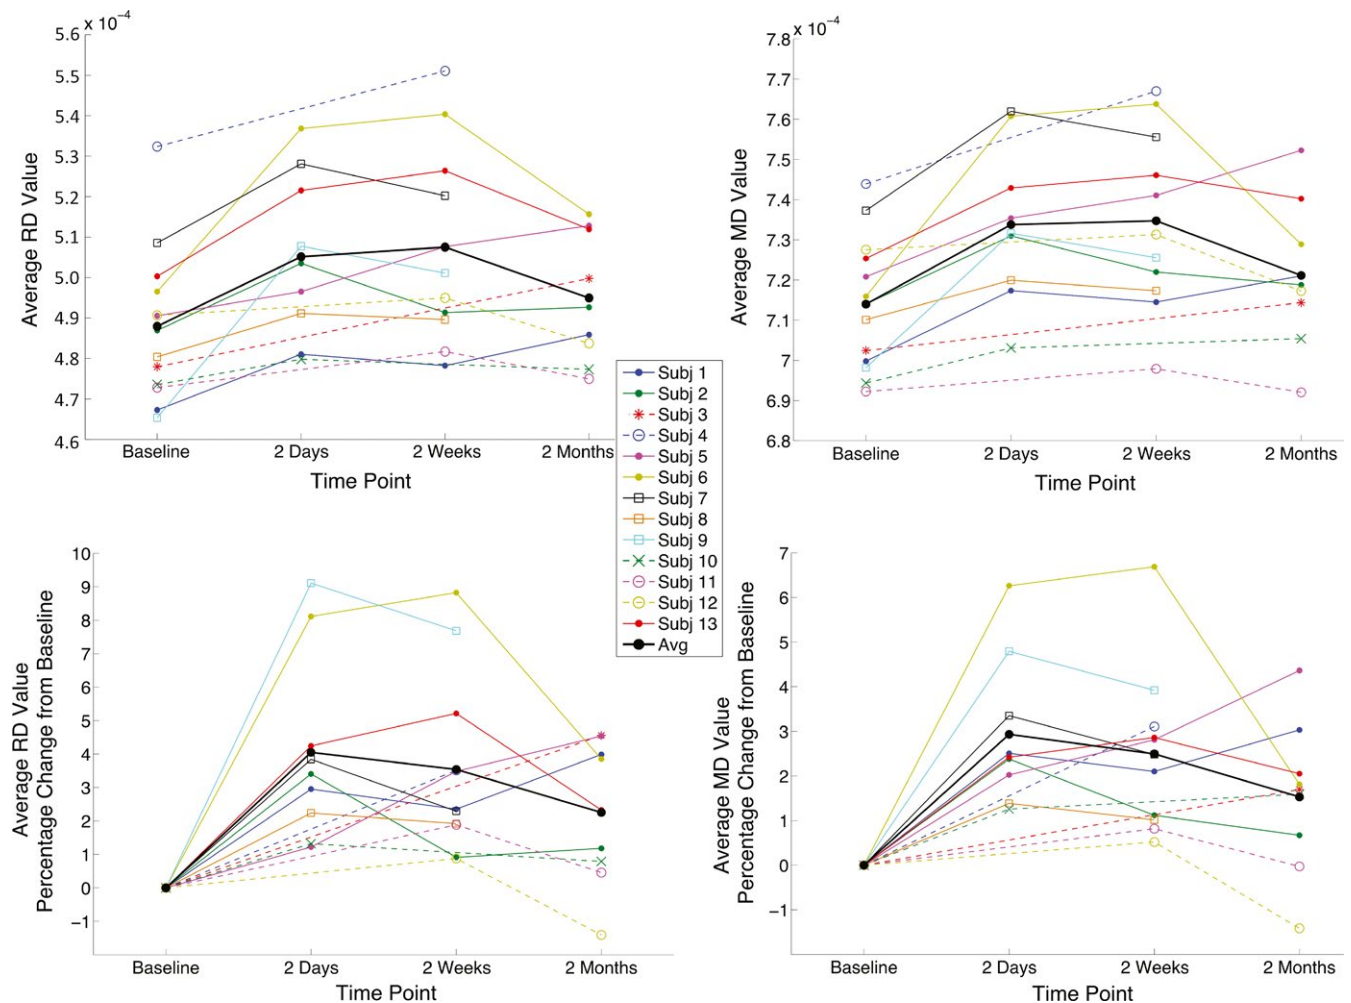 x 10⁻⁴
5.6
5.5
5.4
5.3
5.2
5.1
5.0
4.9
4.8
4.7
4.6
Average RD Value
Baseline 2 Days 2 Weeks 2 Months
Time Point
x 10⁻⁴
7.8
7.7
7.6
7.5
7.4
7.3
7.2
7.1
7
6.9
6.8
Average MD Value
Baseline 2 Days 2 Weeks 2 Months
Time Point
Subj 1
Subj 2
Subj 3
Subj 4
Subj 5
Subj 6
Subj 7
Subj 8
Subj 9
Subj 10
Subj 11
Subj 12
Subj 13
Avg
10
9
8
7
6
5
4
3
2
1
0
−1
Average RD Value
Percentage Change from Baseline
Baseline 2 Days 2 Weeks 2 Months
Time Point
7
6
5
4
3
2
1
0
−1
Average MD Value
Percentage Change from Baseline
Baseline 2 Days 2 Weeks 2 Months
Time Point